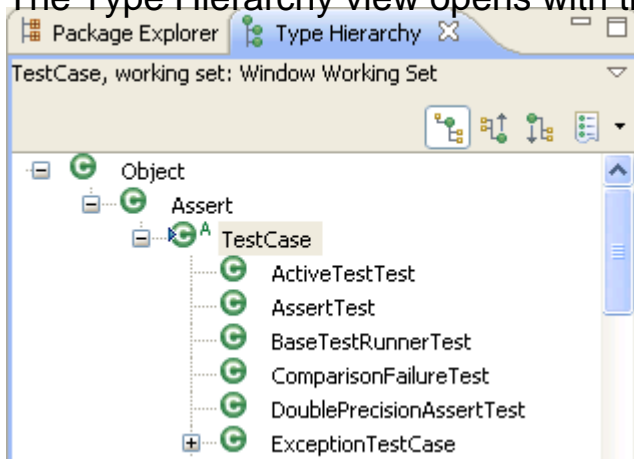 The Type Hierarchy view opens with th
Package Explorer Type Hierarchy
TestCase, working set: Window Working Set
Object
Assert
A TestCase
ActiveTestTest
AssertTest
BaseTestRunnerTest
ComparisonFailureTest
DoublePrecisionAssertTest
ExceptionTestCase